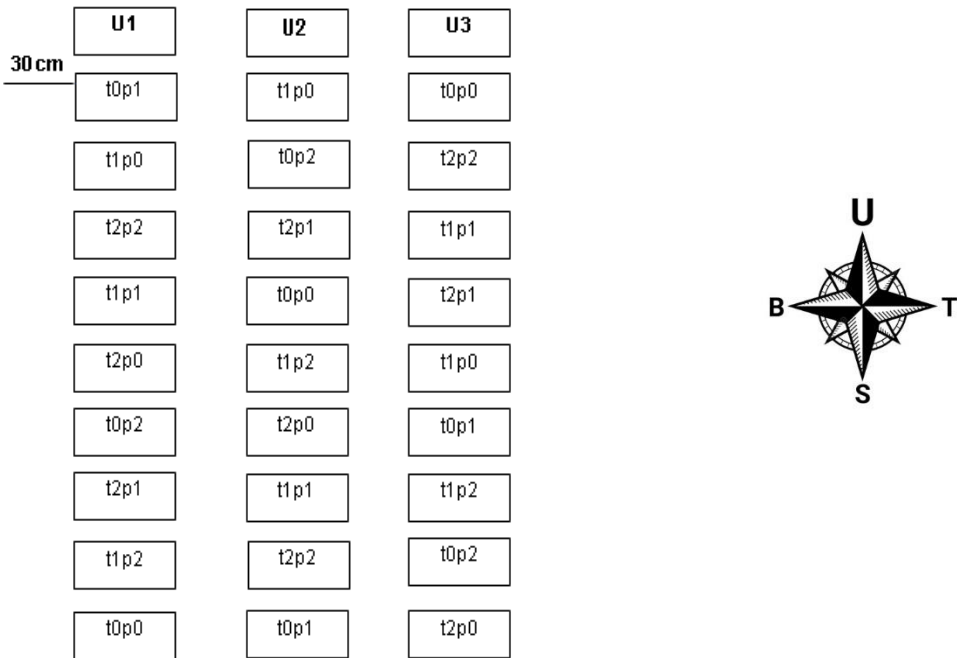 U1 U2 U3
30 cm
t0p1 t1p0 t0p0
t1p0 t0p2 t2p2
t2p2 t2p1 t1p1
t1p1 t0p0 t2p1
t2p0 t1p2 t1p0
t0p2 t2p0 t0p1
t2p1 t1p1 t1p2
t1p2 t2p2 t0p2
t0p0 t0p1 t2p0
U
B T
S